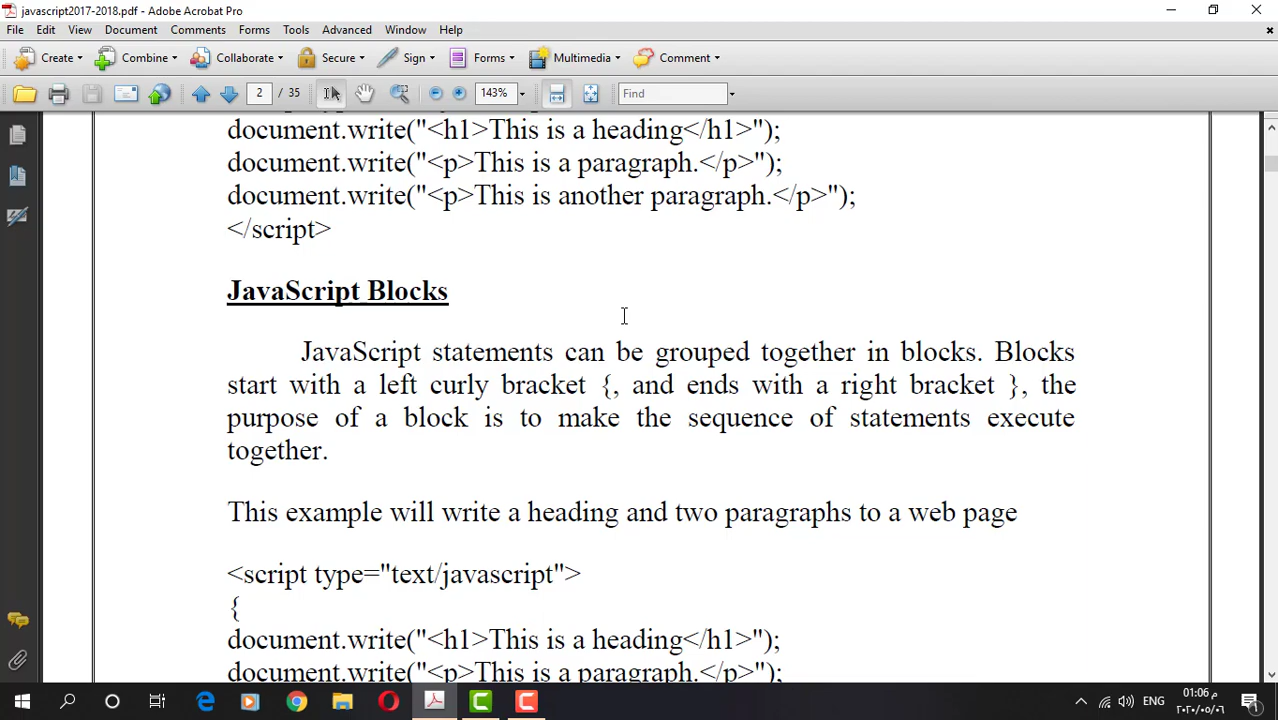 javascript2017-2018.pdf - Adobe Acrobat Pro
File Edit View Document Comments Forms Tools Advanced Window Help
Create Combine Collaborate Secure Sign Forms Multimedia Comment
2 / 35 143% Find
document.write("<h1>This is a heading</h1>");
document.write("<p>This is a paragraph.</p>");
document.write("<p>This is another paragraph.</p>");
</script>
JavaScript Blocks
JavaScript statements can be grouped together in blocks. Blocks
start with a left curly bracket {, and ends with a right bracket }, the
purpose of a block is to make the sequence of statements execute
together.
This example will write a heading and two paragraphs to a web page
<script type="text/javascript">
{
document.write("<h1>This is a heading</h1>");
document.write("<p>This is a paragraph.</p>");
ENG
01:06 م
٢٠٢٠/٠٥/٠٦